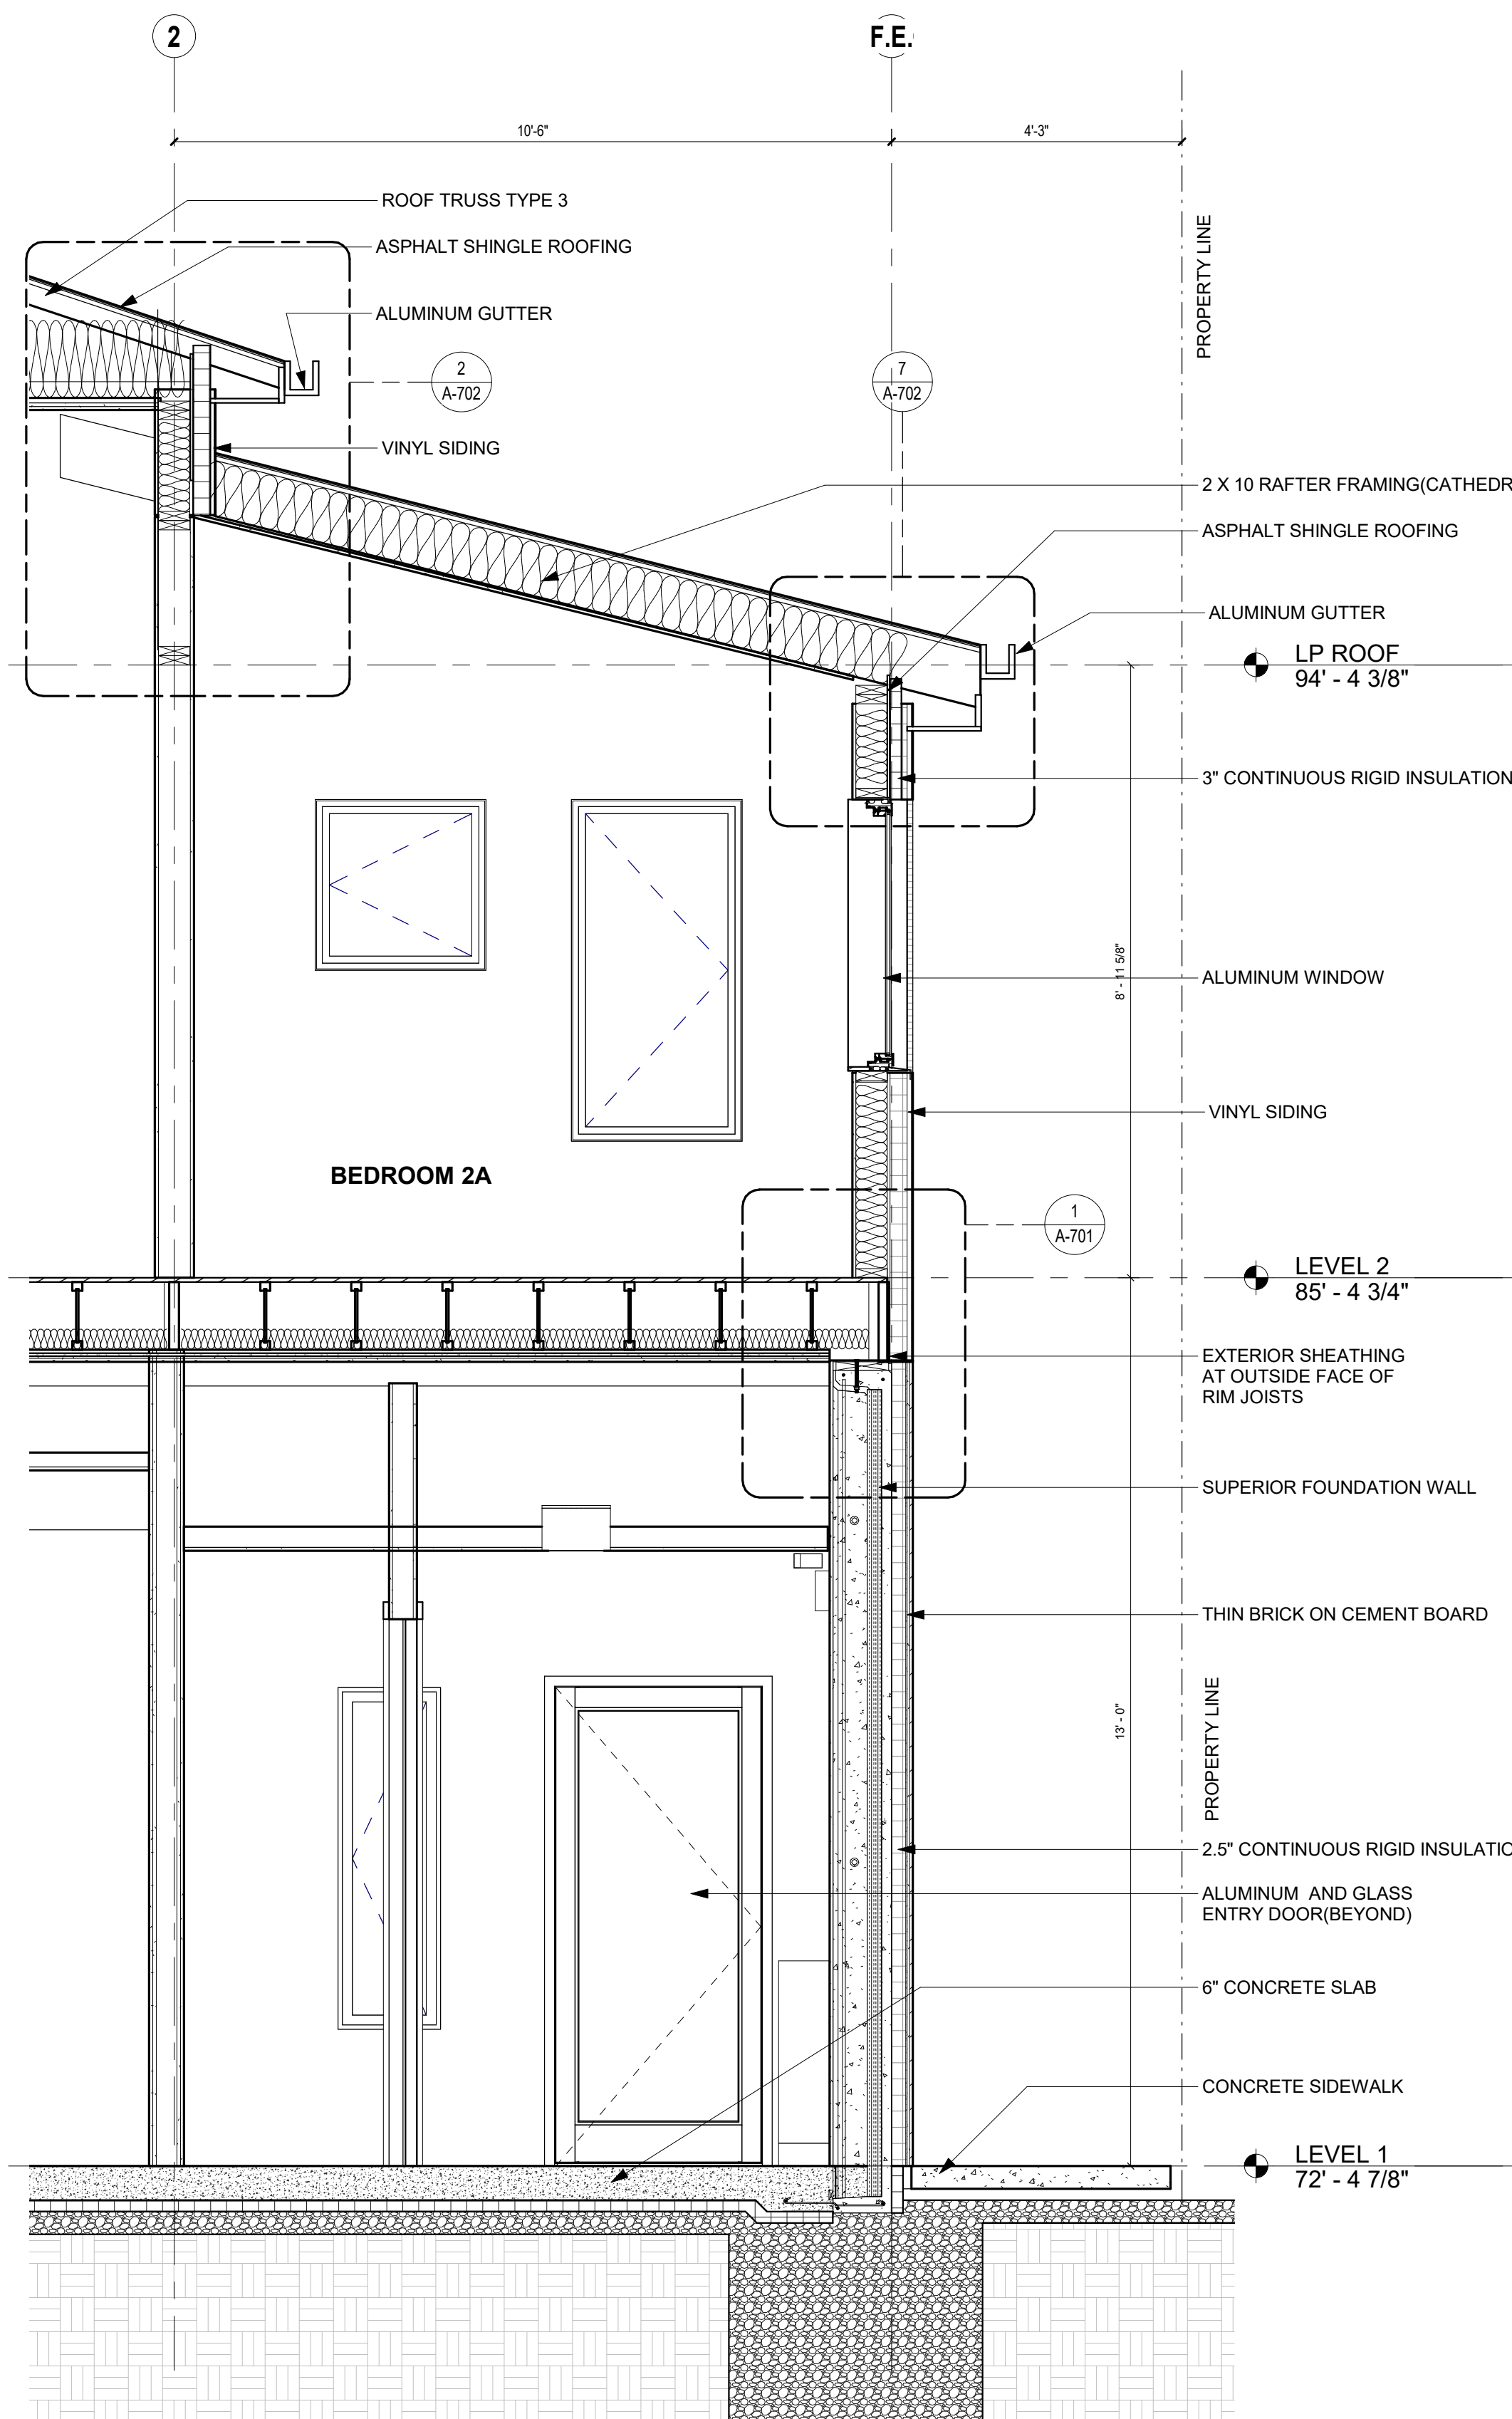 2
F.E.
10'-6"
4'-3"
ROOF TRUSS TYPE 3
ASPHALT SHINGLE ROOFING
ALUMINUM GUTTER
PROPERTY LINE
2
A-702
7
A-702
VINYL SIDING
2 X 10 RAFTER FRAMING(CATHEDR
ASPHALT SHINGLE ROOFING
ALUMINUM GUTTER
LP ROOF
94' - 4 3/8"
3" CONTINUOUS RIGID INSULATION
8' - 11 5/8"
ALUMINUM WINDOW
VINYL SIDING
BEDROOM 2A
1
A-701
LEVEL 2
85' - 4 3/4"
EXTERIOR SHEATHING
AT OUTSIDE FACE OF
RIM JOISTS
SUPERIOR FOUNDATION WALL
THIN BRICK ON CEMENT BOARD
13' - 0"
PROPERTY LINE
2.5" CONTINUOUS RIGID INSULATIO
ALUMINUM AND GLASS
ENTRY DOOR(BEYOND)
6" CONCRETE SLAB
CONCRETE SIDEWALK
LEVEL 1
72' - 4 7/8"